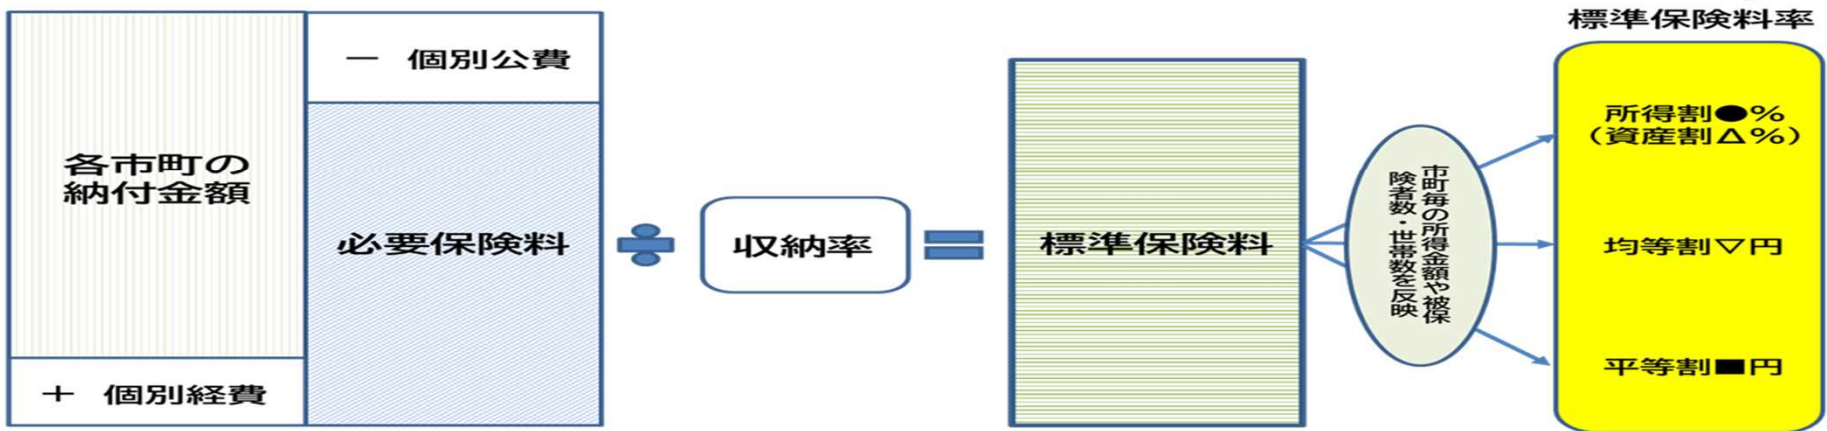 各市町の
納付金額
＋ 個別経費
－ 個別公費
必要保険料
÷
収納率
＝
標準保険料
市町毎の所得金額や被保
険者数・世帯数を反映
標準保険料率
所得割●％
（資産割△％）
均等割▽円
平等割■円